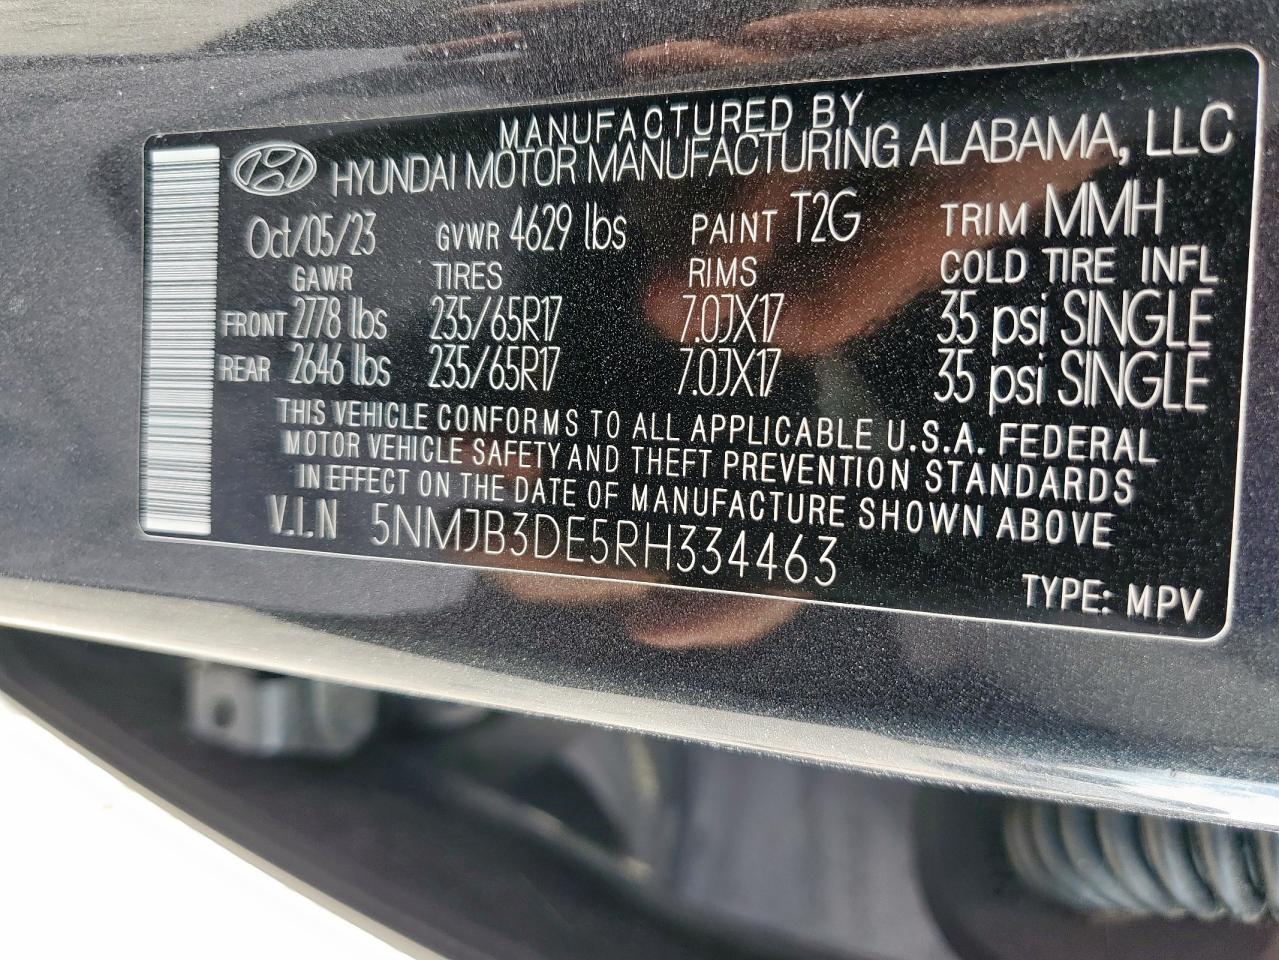 MANUFACTURED BY
HYUNDAI MOTOR MANUFACTURING ALABAMA, LLC
Oct/05/23 GVWR 4629 lbs PAINT T2G TRIM MMH
GAWR TIRES RIMS COLD TIRE INFL
FRONT 2778 lbs 235/65R17 7.0JX17 35 psi SINGLE
REAR 2646 lbs 235/65R17 7.0JX17 35 psi SINGLE
THIS VEHICLE CONFORMS TO ALL APPLICABLE U.S.A. FEDERAL
MOTOR VEHICLE SAFETY AND THEFT PREVENTION STANDARDS
IN EFFECT ON THE DATE OF MANUFACTURE SHOWN ABOVE
V.I.N 5NMJB3DE5RH334463
TYPE: MPV